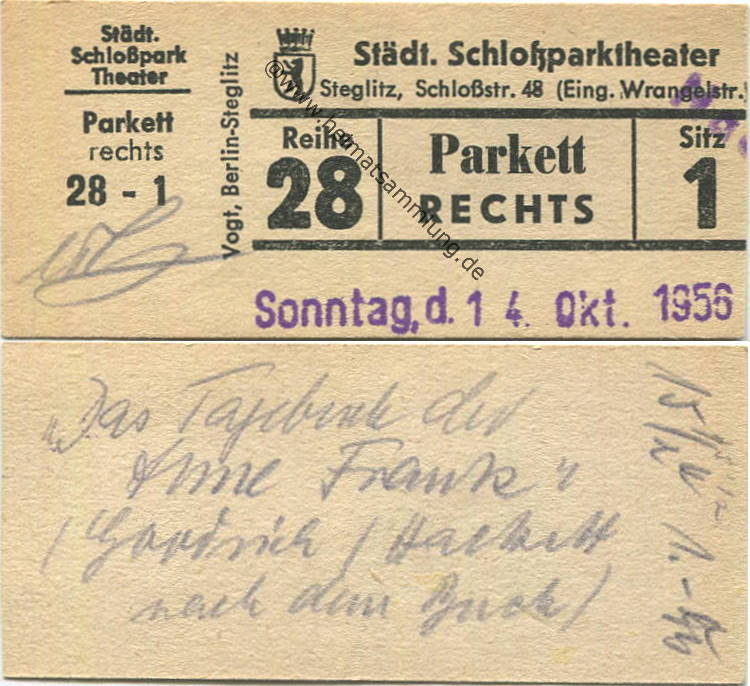 Städt.
Schloßpark
Theater
Parkett
rechts
28 - 1
Vogt, Berlin-Steglitz
Städt. Schloßparktheater
Steglitz, Schloßstr. 48 (Eing. Wrangelstr.)
Reihe
28
Parkett
RECHTS
Sitz
1
Sonntag, d. 14. Okt. 1956
©www.heimatsammlung.de
„Das Tagebuch der
Anne Frank"
(Goodrich / Hackett
nach dem Buch)